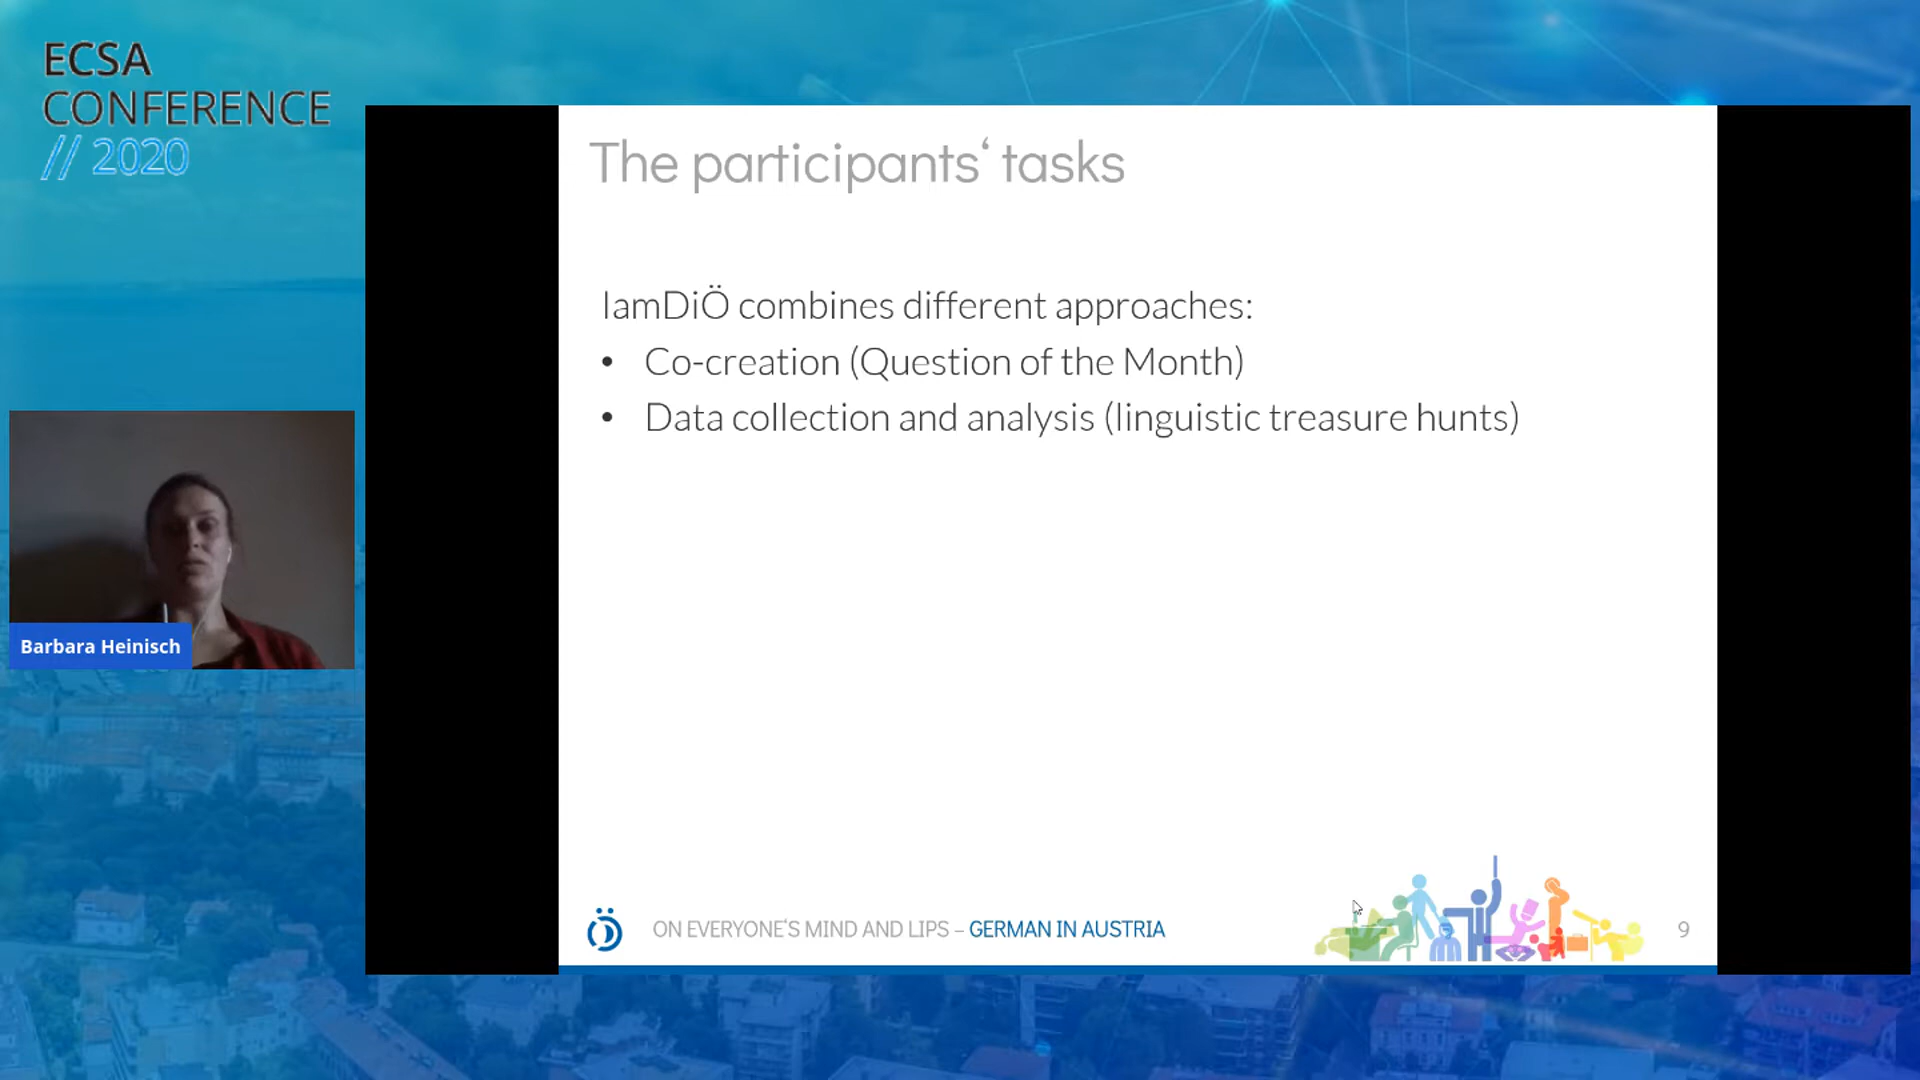 ECSA
CONFERENCE
// 2020
The participants‘ tasks
IamDiÖ combines different approaches:
• Co-creation (Question of the Month)
• Data collection and analysis (linguistic treasure hunts)
Barbara Heinisch
ON EVERYONE‘S MIND AND LIPS – GERMAN IN AUSTRIA
9